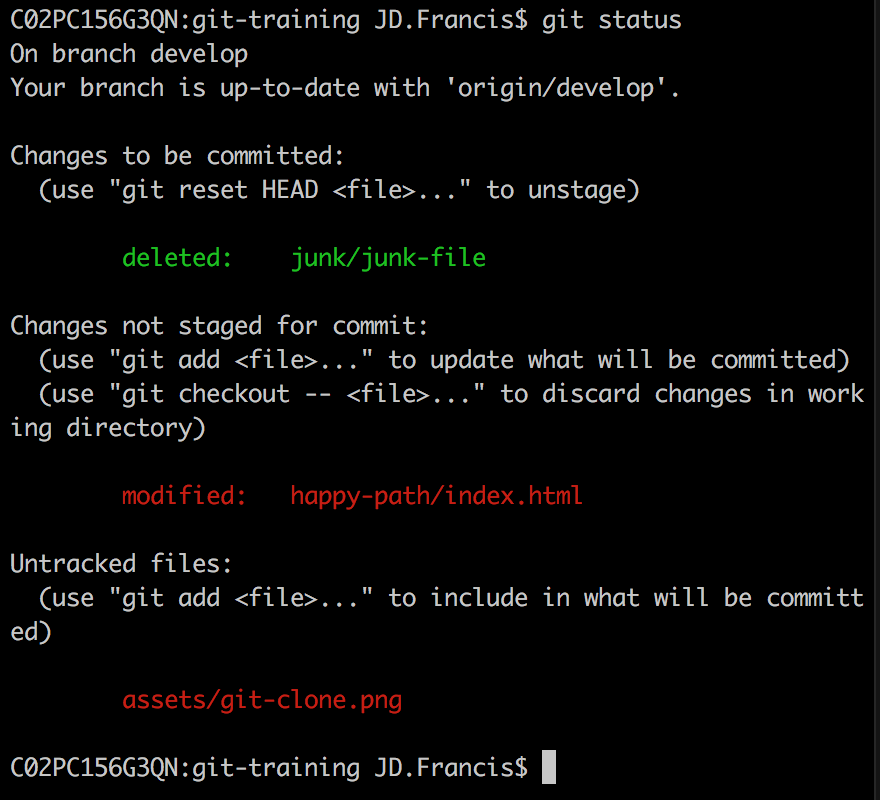 C02PC156G3QN:git-training JD.Francis$ git status
On branch develop
Your branch is up-to-date with 'origin/develop'.
Changes to be committed:
  (use "git reset HEAD <file>..." to unstage)
        deleted:    junk/junk-file
Changes not staged for commit:
  (use "git add <file>..." to update what will be committed)
  (use "git checkout -- <file>..." to discard changes in work
ing directory)
        modified:   happy-path/index.html
Untracked files:
  (use "git add <file>..." to include in what will be committ
ed)
        assets/git-clone.png
C02PC156G3QN:git-training JD.Francis$